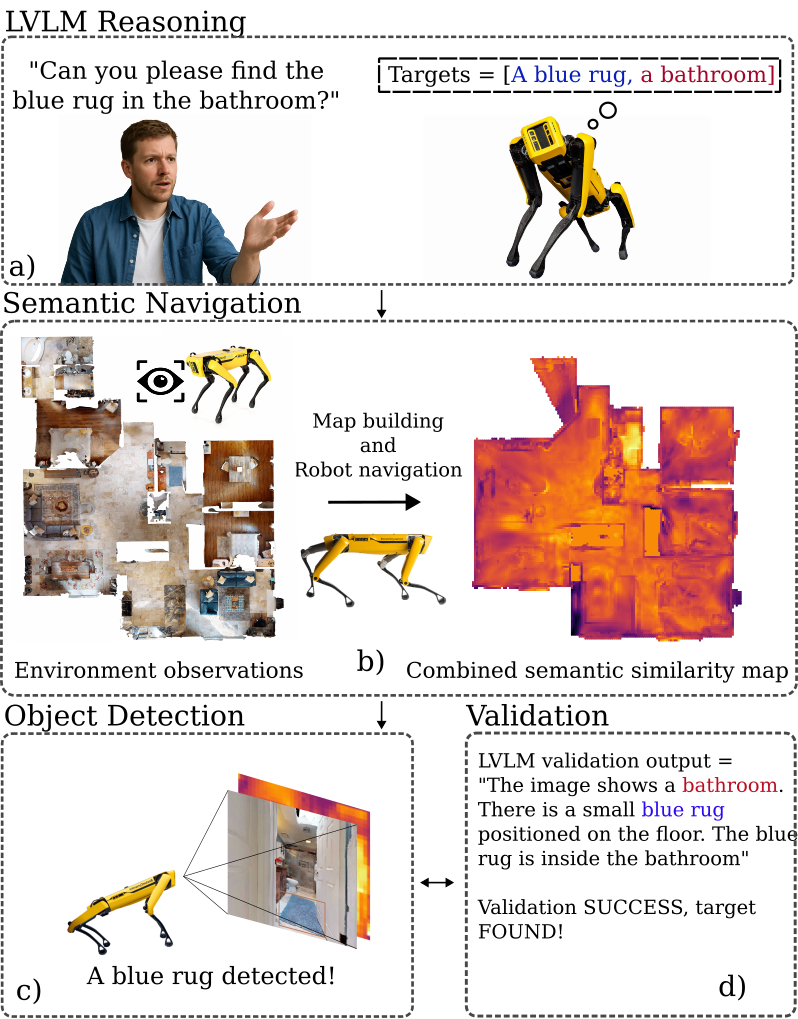 LVLM Reasoning
"Can you please find the
blue rug in the bathroom?"
Targets = [A blue rug, a bathroom]
a)
Semantic Navigation
Map building
and
Robot navigation
Environment observations
b)
Combined semantic similarity map
Object Detection
A blue rug detected!
c)
Validation
LVLM validation output =
"The image shows a bathroom.
There is a small blue rug
positioned on the floor. The blue
rug is inside the bathroom"
Validation SUCCESS, target
FOUND!
d)